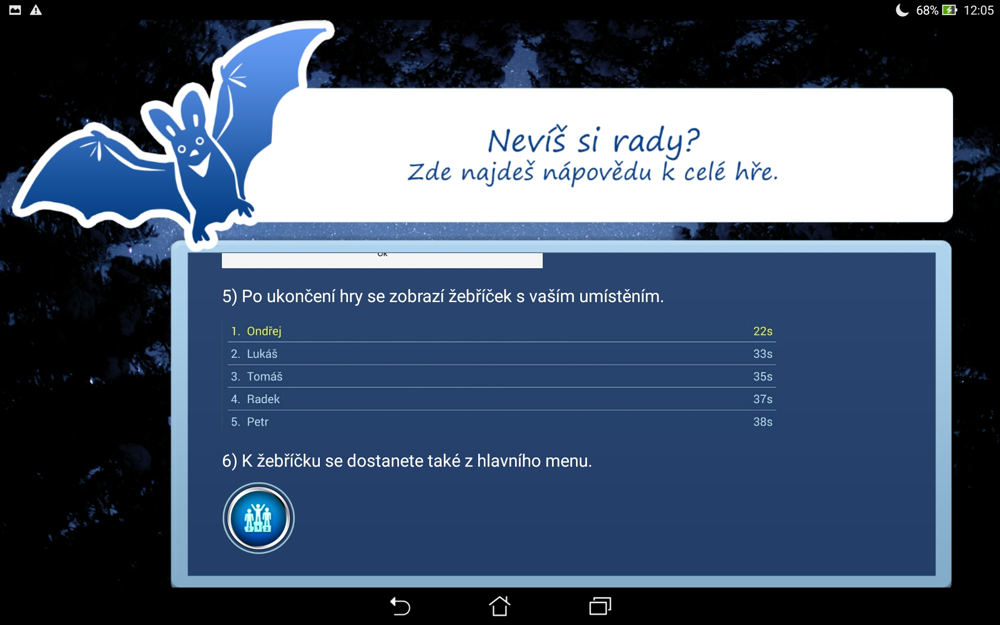 68% 12:05
Nevíš si rady?
Zde najdeš nápovědu k celé hře.
OK
5) Po ukončení hry se zobrazí žebříček s vaším umístěním.
1. Ondřej 22s
2. Lukáš 33s
3. Tomáš 35s
4. Radek 37s
5. Petr 38s
6) K žebříčku se dostanete také z hlavního menu.
3 1 2